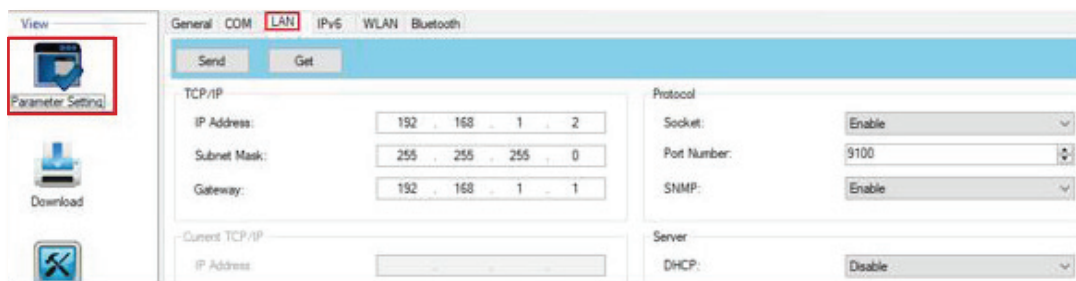 View
General COM LAN IPv6 WLAN Bluetooth
Send Get
Parameter Setting
Download
TCP/IP
IP Address: 192 . 168 . 1 . 2
Subnet Mask: 255 . 255 . 255 . 0
Gateway: 192 . 168 . 1 . 1
Current TCP/IP
IP Address . . .
Protocol
Socket: Enable
Port Number: 9100
SNMP: Enable
Server
DHCP: Disable